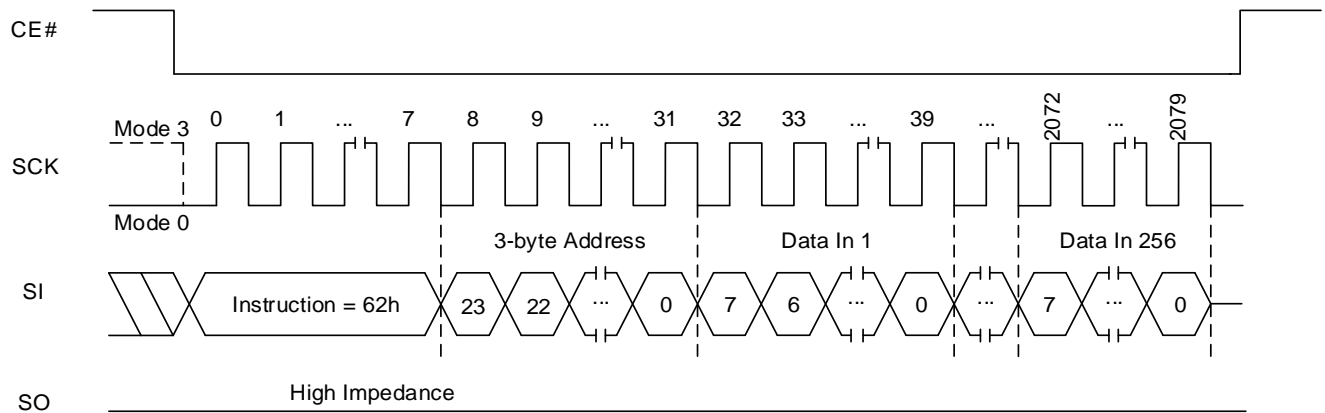 CE#
0 1 ... 7 8 9 ... 31 32 33 ... 39 ... 2072 ... 2079
Mode 3
SCK
Mode 0
3-byte Address Data In 1 Data In 256
SI Instruction = 62h 23 22 ... 0 7 6 ... 0 ... 7 ... 0
High Impedance
SO